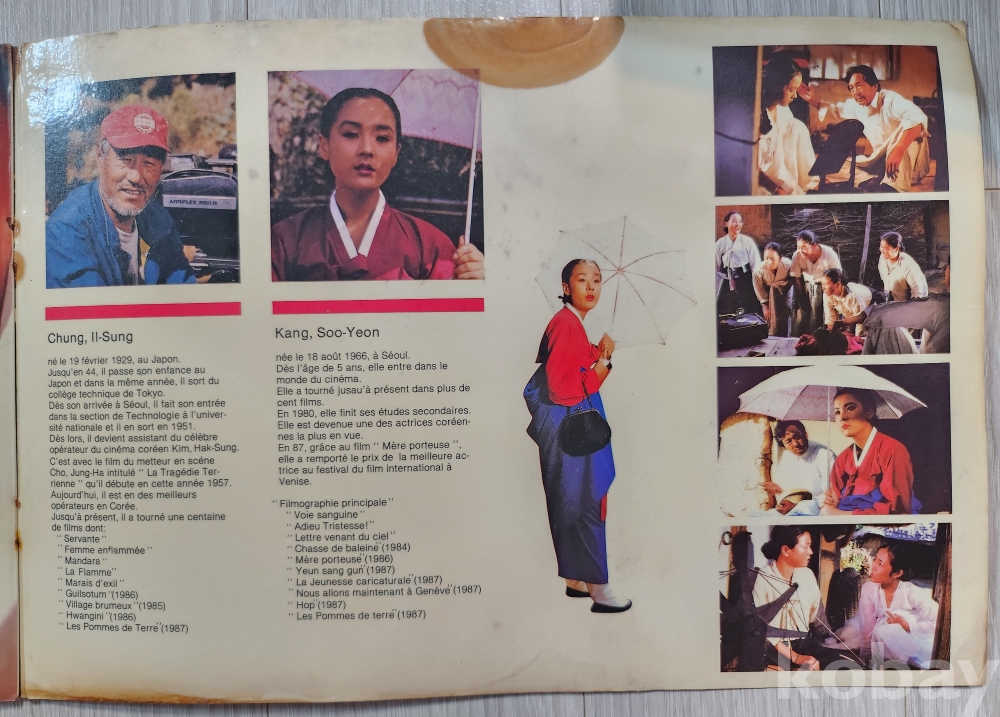 ARRIFLEX 35BL III
Chung, Il-Sung
né le 19 février 1929, au Japon.
Jusqu'en 44, il passe son enfance au
Japon et dans la même année, il sort du
collège technique de Tokyo.
Dès son arrivée à Séoul, il fait son entrée
dans la section de Technologie à l'univer-
sité nationale et il en sort en 1951.
Dès lors, il devient assistant du célèbre
opérateur du cinéma coréen Kim, Hak-Sung.
C'est avec le film du metteur en scène
Cho, Jung-Ha intitulé " La Tragédie Ter-
rienne " qu'il débute en cette année 1957.
Aujourd'hui, il est en des meilleurs
opérateurs en Corée.
Jusqu'à présent, il a tourné une centaine
de films dont:
" Servante "
" Femme enflammée "
" Mandara "
" La Flamme "
" Marais d'exil "
" Guilsotum "(1986)
" Village brumeux "(1985)
" Hwangini "(1986)
" Les Pommes de Terre "(1987)
Kang, Soo-Yeon
née le 18 août 1966, à Séoul.
Dès l'âge de 5 ans, elle entre dans le
monde du cinéma.
Elle a tourné jusau'à présent dans plus de
cent films.
En 1980, elle finit ses études secondaires.
Elle est devenue une des actrices coréen-
nes la plus en vue.
En 87, grâce au film " Mère porteuse ",
elle a remporté le prix de la meilleure ac-
trice au festival du film international à
Venise.
" Filmographie principale "
" Voie sanguine "
" Adieu Tristesse! "
" Lettre venant du ciel "
" Chasse de baleine "(1984)
" Mère porteuse "(1986)
" Yeun sang gun "(1987)
" La Jeunesse caricaturale "(1987)
" Nous allons maintenant à Genève "(1987)
" Hop "(1987)
" Les Pommes de terre "(1987)
kobay